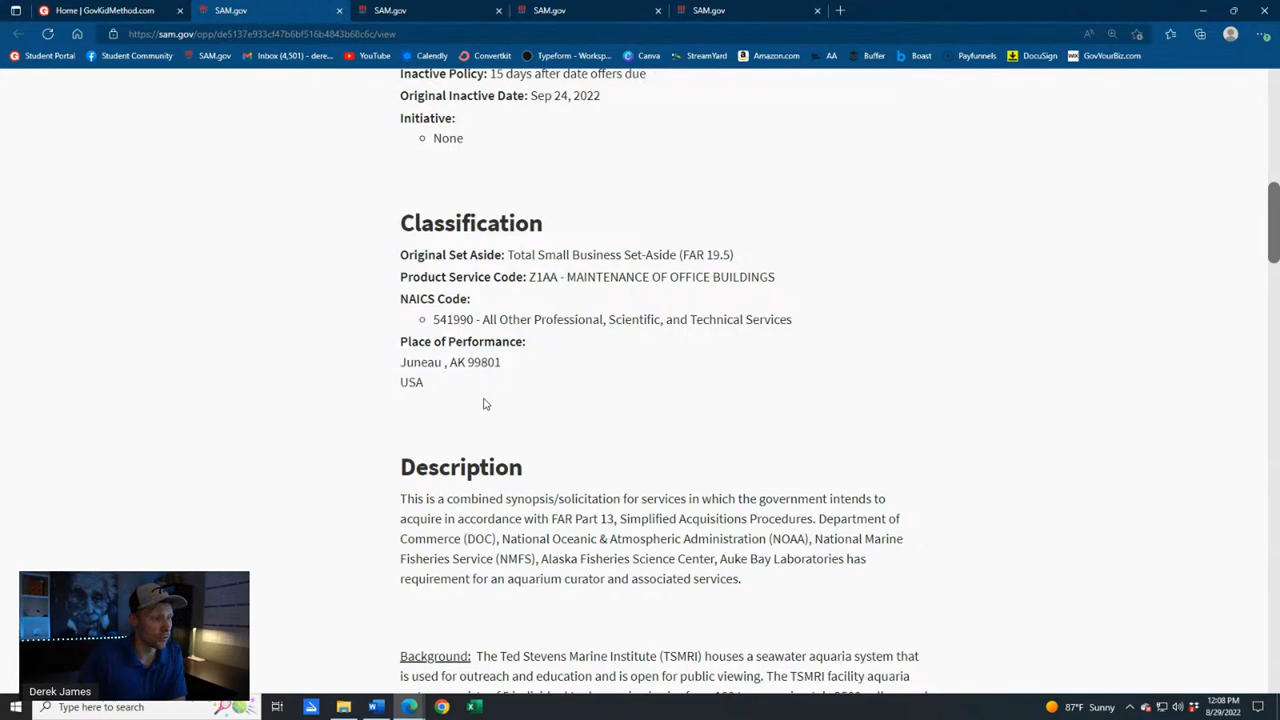 Home | GovKidMethod.com
SAM.gov
SAM.gov
SAM.gov
SAM.gov
https://sam.gov/opp/de5137e933cf47b6bf516b4843b68c6c/view
Student Portal
Student Community
SAM.gov
Inbox (4,501) - dere...
YouTube
Calendly
Convertkit
Typeform - Worksp...
Canva
StreamYard
Amazon.com
AA
Buffer
Boast
Payfunnels
DocuSign
GovYourBiz.com
Inactive Policy: 15 days after date offers due
Original Inactive Date: Sep 24, 2022
Initiative:
None
Classification
Original Set Aside: Total Small Business Set-Aside (FAR 19.5)
Product Service Code: Z1AA - MAINTENANCE OF OFFICE BUILDINGS
NAICS Code:
541990 - All Other Professional, Scientific, and Technical Services
Place of Performance:
Juneau , AK 99801
USA
Description
This is a combined synopsis/solicitation for services in which the government intends to
acquire in accordance with FAR Part 13, Simplified Acquisitions Procedures. Department of
Commerce (DOC), National Oceanic & Atmospheric Administration (NOAA), National Marine
Fisheries Service (NMFS), Alaska Fisheries Science Center, Auke Bay Laboratories has
requirement for an aquarium curator and associated services.
Background: The Ted Stevens Marine Institute (TSMRI) houses a seawater aquaria system that
is used for outreach and education and is open for public viewing. The TSMRI facility aquaria
Derek James
Type here to search
87°F Sunny
12:08 PM
8/29/2022